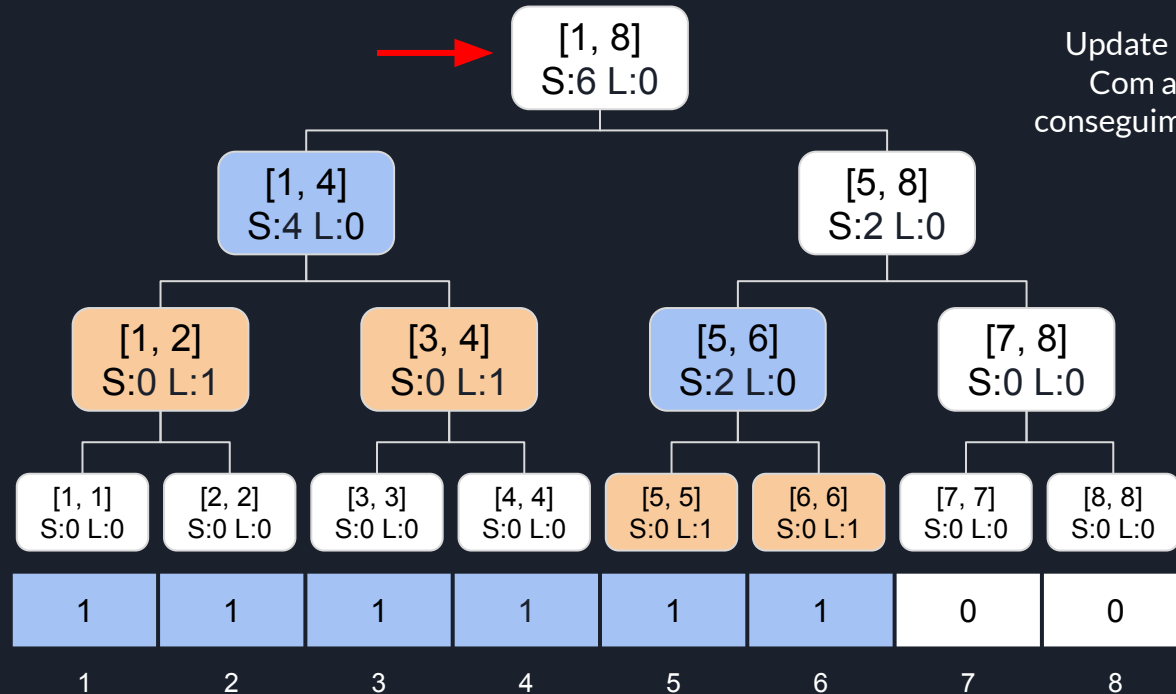 [1, 8]
S:6 L:0
Update
Com a
[1, 4]
S:4 L:0
[5, 8]
S:2 L:0
[1, 2]
S:0 L:1
[3, 4]
S:0 L:1
[5, 6]
S:2 L:0
[7, 8]
S:0 L:0
[1, 1]
S:0 L:0
[2, 2]
S:0 L:0
[3, 3]
S:0 L:0
[4, 4]
S:0 L:0
[5, 5]
S:0 L:1
[6, 6]
S:0 L:1
[7, 7]
S:0 L:0
[8, 8]
S:0 L:0
1 1 1 1 1 1 0 0
1 2 3 4 5 6 7 8